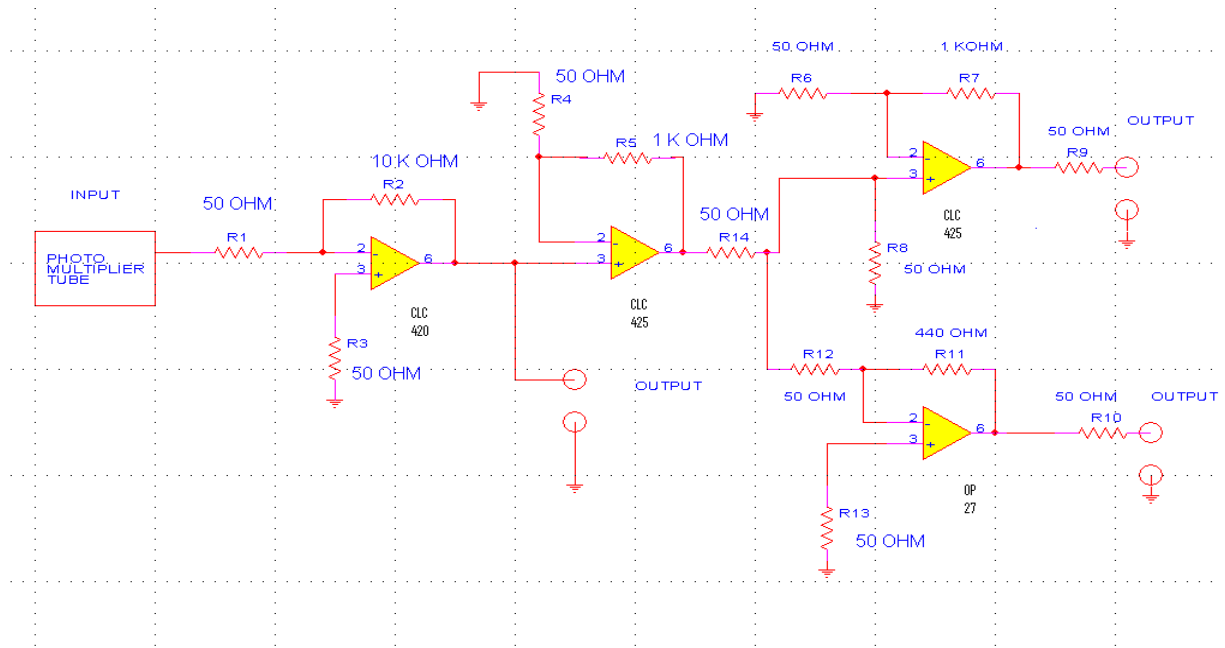 50 OHM
1 KOHM
R6
R7
50 OHM
R4
OUTPUT
50 OHM
R9
1 K OHM
R5
2
-
3
+
6
CLC
425
10 K OHM
R2
INPUT
50 OHM
R1
PHOTO
MULTIPLIER
TUBE
2
-
3
+
6
CLC
420
50 OHM
R14
2
-
3
+
6
CLC
425
R8
50 OHM
R3
50 OHM
OUTPUT
440 OHM
R12
R11
50 OHM
50 OHM
OUTPUT
R10
2
-
3
+
6
OP
27
R13
50 OHM